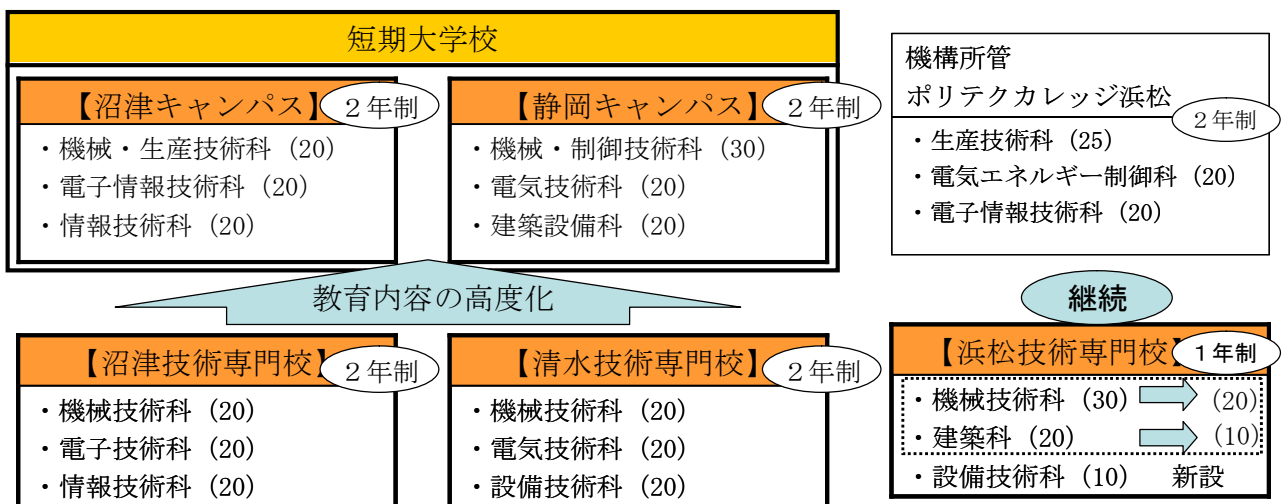 短期大学校
【沼津キャンパス】 2年制
・機械・生産技術科 (20)
・電子情報技術科 (20)
・情報技術科 (20)
【静岡キャンパス】 2年制
・機械・制御技術科 (30)
・電気技術科 (20)
・建築設備科 (20)
機構所管
ポリテクカレッジ浜松
2年制
・生産技術科 (25)
・電気エネルギー制御科 (20)
・電子情報技術科 (20)
教育内容の高度化
継続
【沼津技術専門校】 2年制
・機械技術科 (20)
・電子技術科 (20)
・情報技術科 (20)
【清水技術専門校】 2年制
・機械技術科 (20)
・電気技術科 (20)
・設備技術科 (20)
【浜松技術専門校】 1年制
・機械技術科 (30) (20)
・建築科 (20) (10)
・設備技術科 (10) 新設